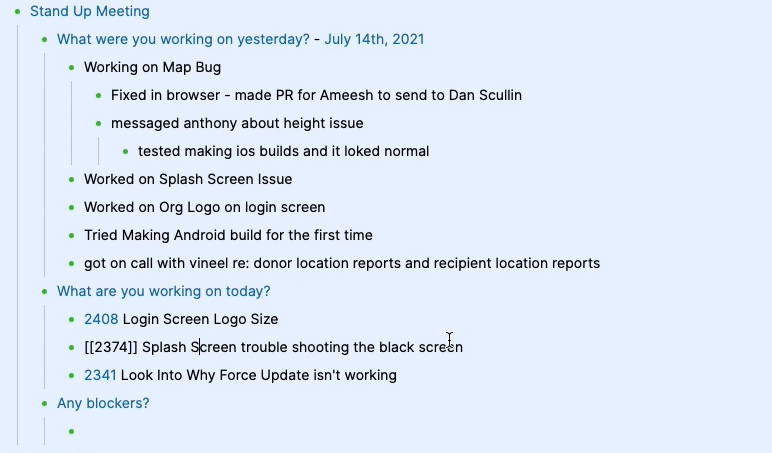 Stand Up Meeting
What were you working on yesterday? - July 14th, 2021
Working on Map Bug
Fixed in browser - made PR for Ameesh to send to Dan Scullin
messaged anthony about height issue
tested making ios builds and it loked normal
Worked on Splash Screen Issue
Worked on Org Logo on login screen
Tried Making Android build for the first time
got on call with vineel re: donor location reports and recipient location reports
What are you working on today?
2408 Login Screen Logo Size
[[2374]] Splash Screen trouble shooting the black screen
2341 Look Into Why Force Update isn't working
Any blockers?